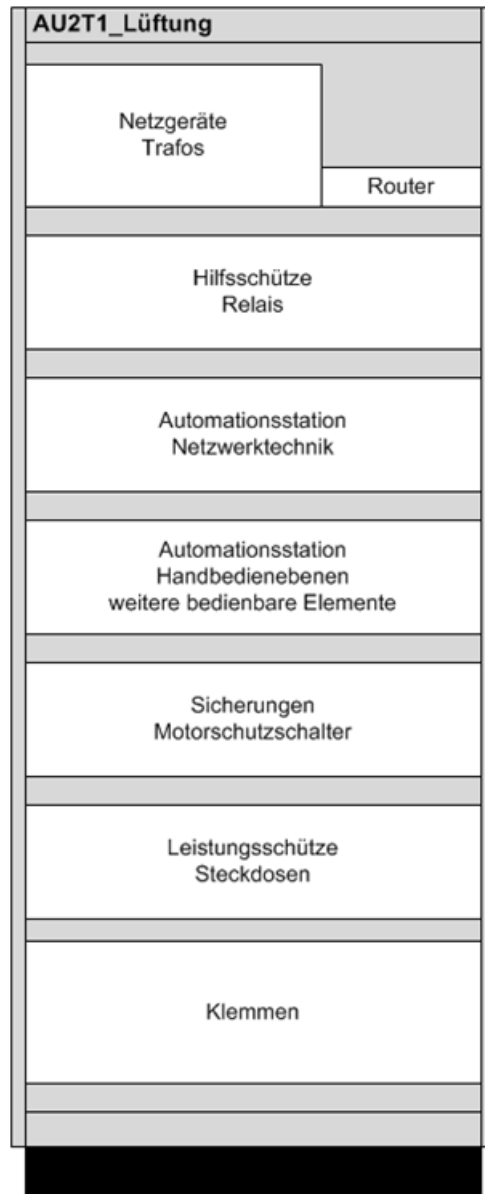 AU2T1_Lüftung
Netzgeräte
Trafos
Router
Hilfsschütze
Relais
Automationsstation
Netzwerktechnik
Automationsstation
Handbedienebenen
weitere bedienbare Elemente
Sicherungen
Motorschutzschalter
Leistungsschütze
Steckdosen
Klemmen